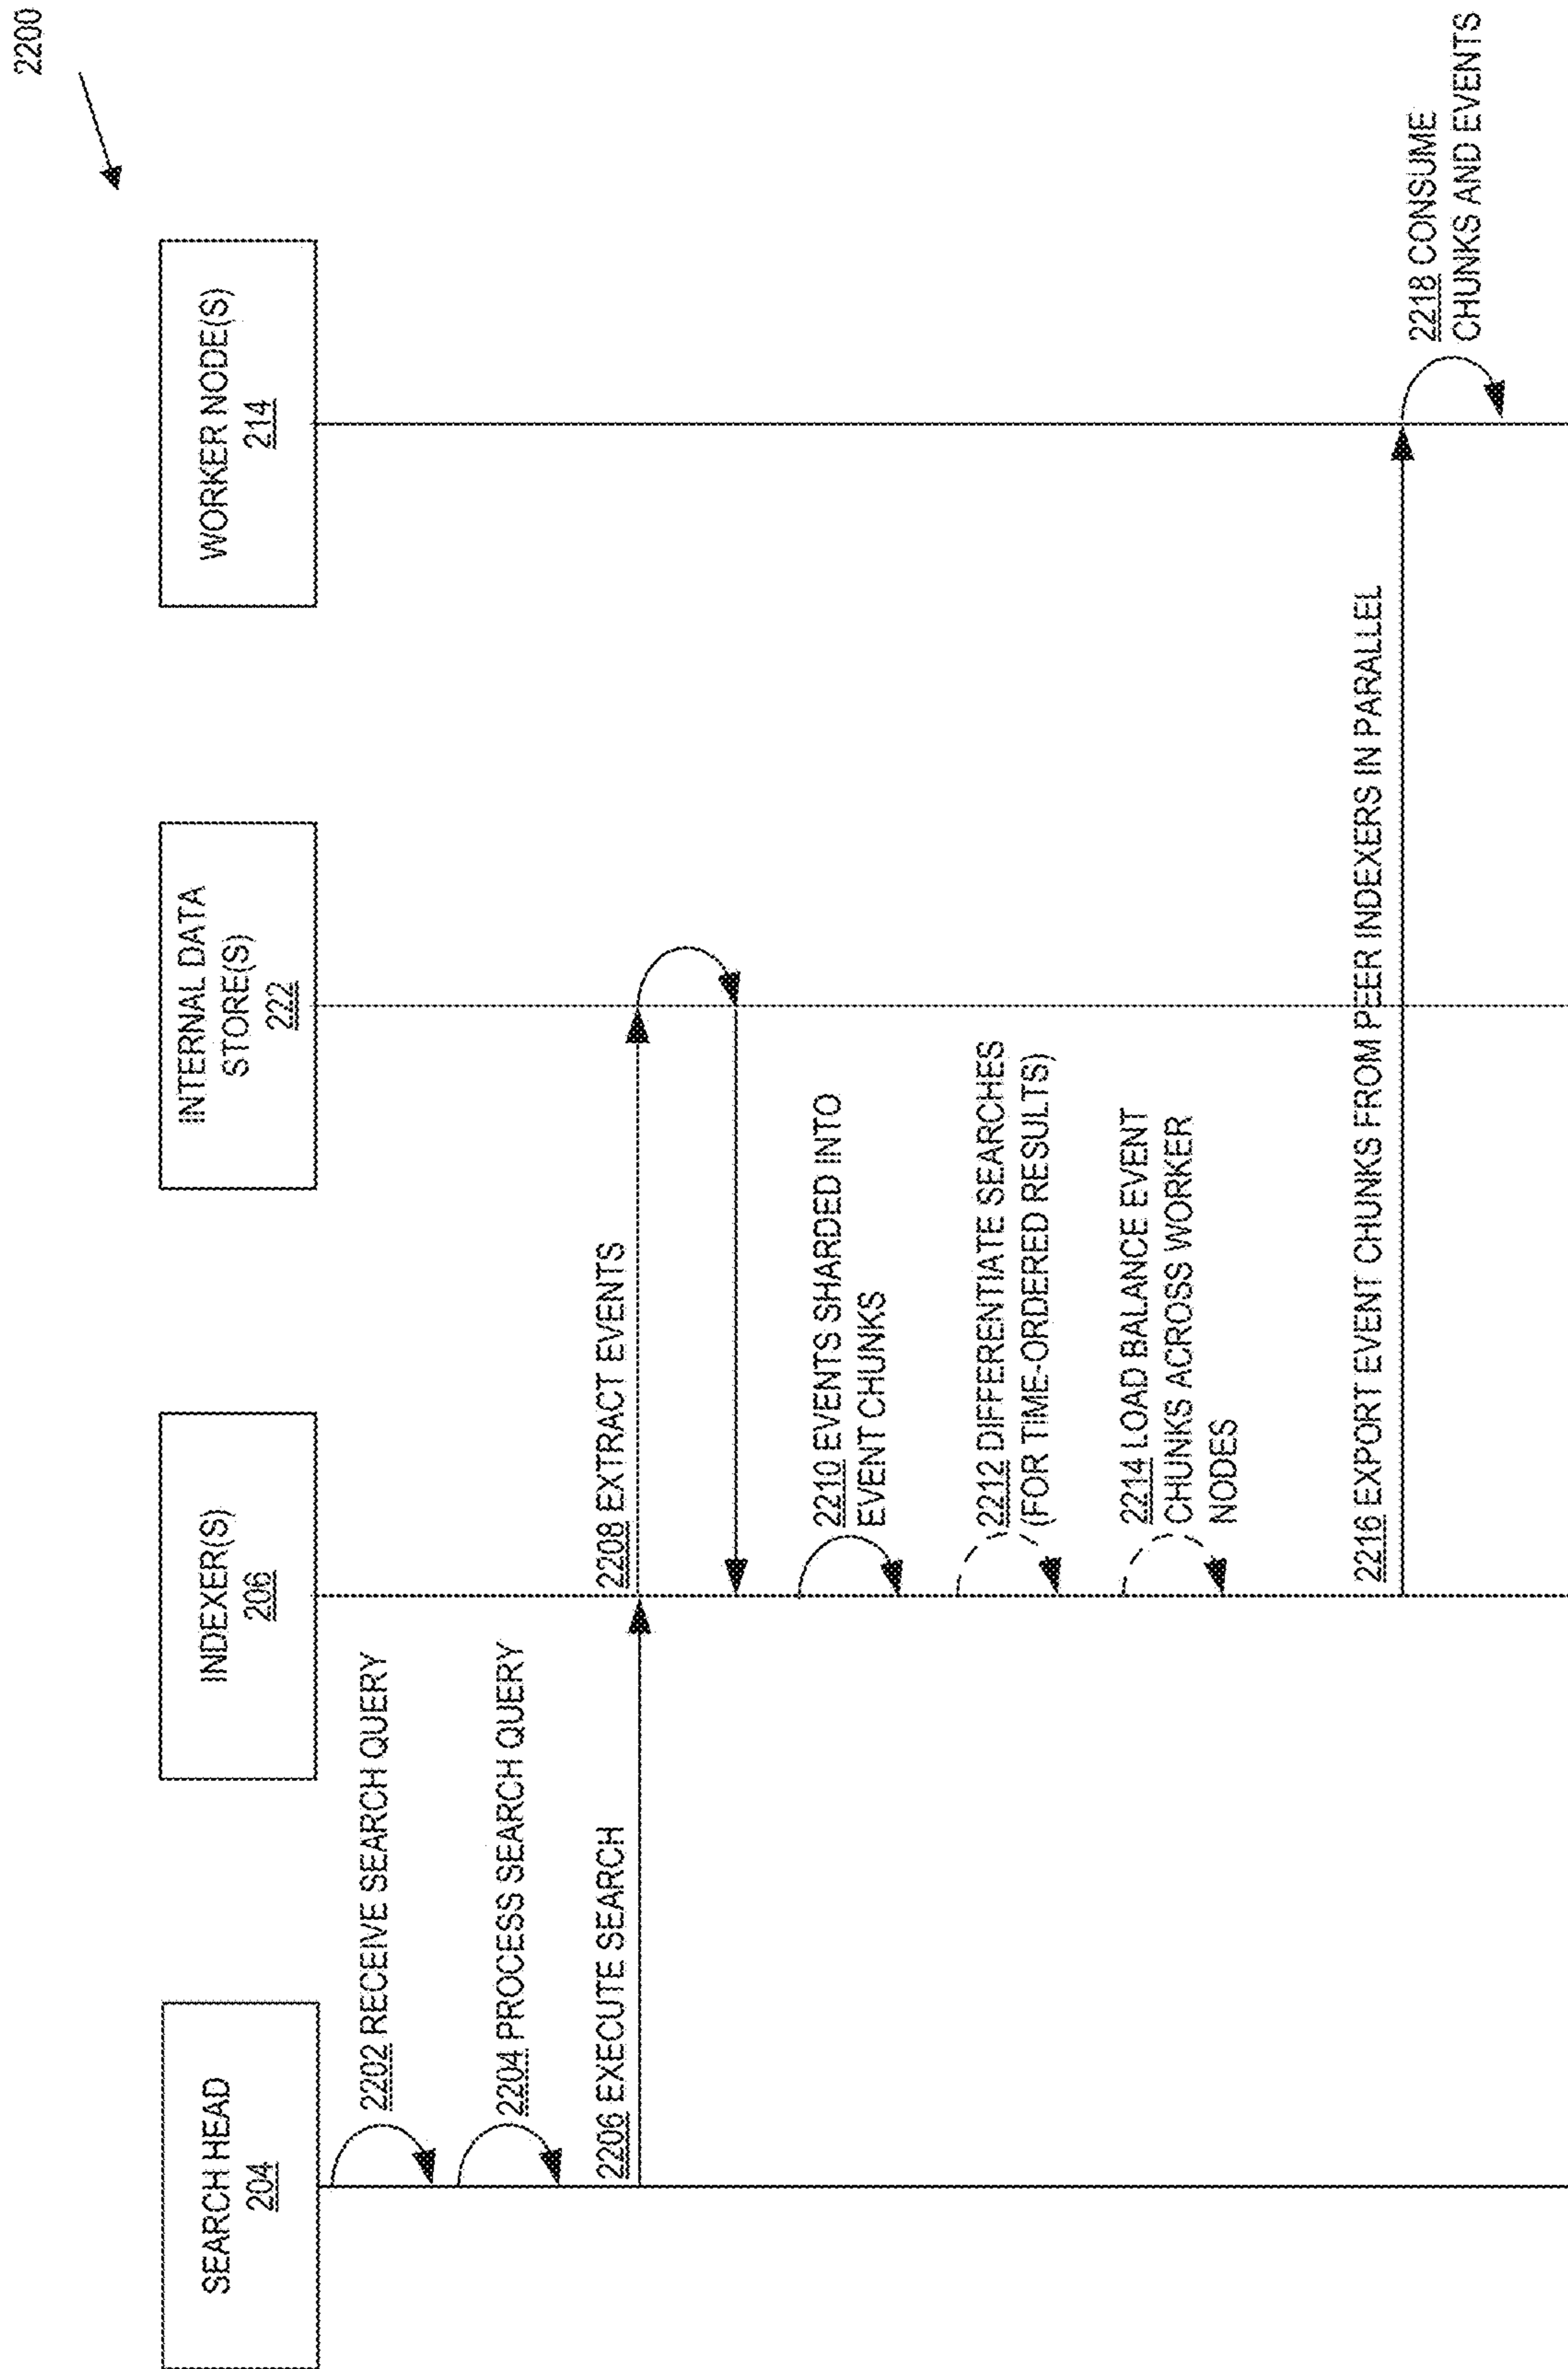 2200
SEARCH HEAD
204
INDEXER(S)
206
INTERNAL DATA
STORE(S)
222
WORKER NODE(S)
214
2202 RECEIVE SEARCH QUERY
2204 PROCESS SEARCH QUERY
2206 EXECUTE SEARCH
2208 EXTRACT EVENTS
2210 EVENTS SHARDED INTO
EVENT CHUNKS
2212 DIFFERENTIATE SEARCHES
(FOR TIME-ORDERED RESULTS)
2214 LOAD BALANCE EVENT
CHUNKS ACROSS WORKER
NODES
2216 EXPORT EVENT CHUNKS FROM PEER INDEXERS IN PARALLEL
2218 CONSUME
CHUNKS AND EVENTS